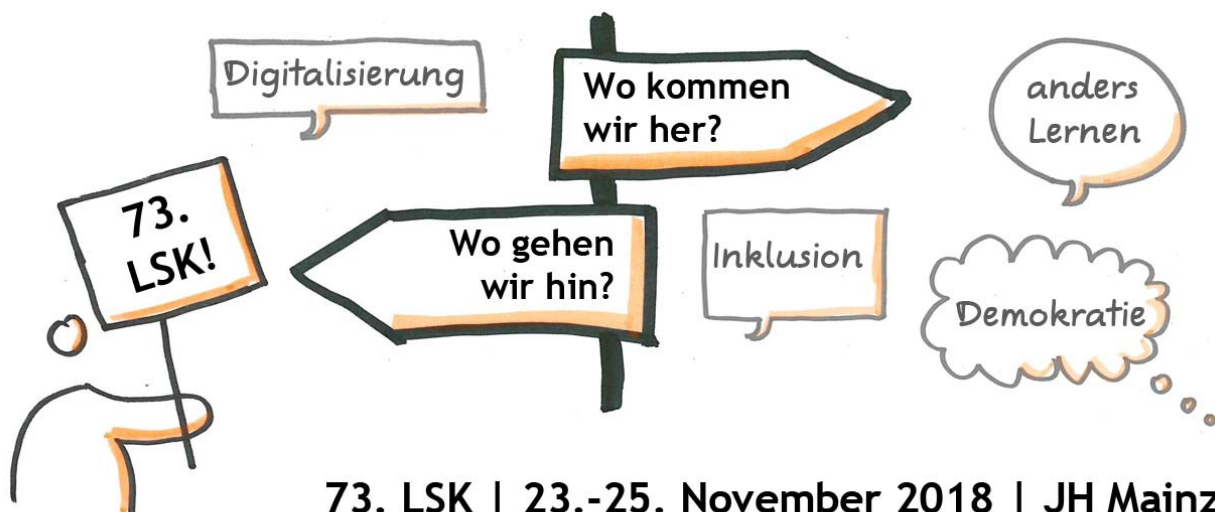 Digitalisierung
Wo kommen
wir her?
anders
Lernen
73.
LSK!
Wo gehen
wir hin?
Inklusion
Demokratie
73. LSK | 23.-25. November 2018 | JH Mainz